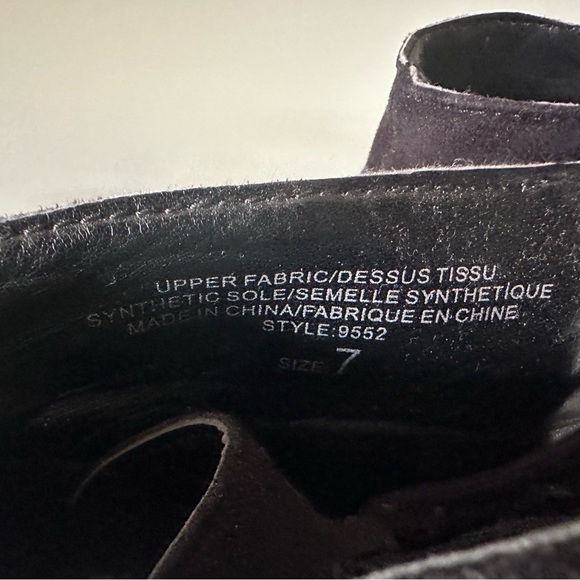 UPPER FABRIC/DESSUS TISSU
SYNTHETIC SOLE/SEMELLE SYNTHETIQUE
MADE IN CHINA/FABRIQUE EN CHINE
STYLE:9552
SIZE: 7